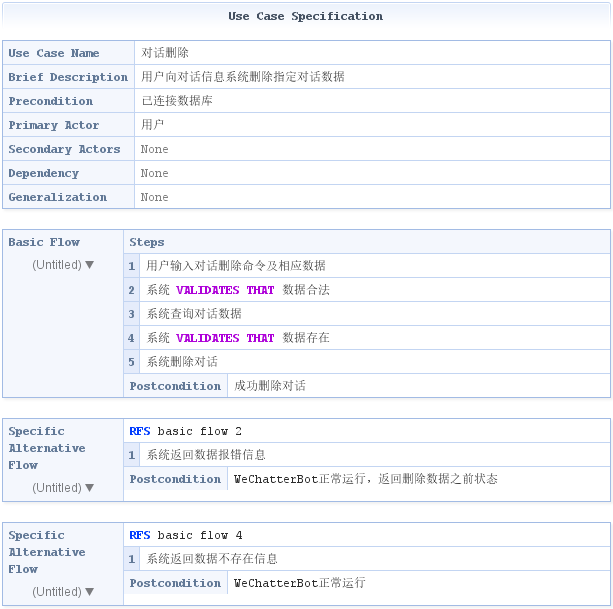 Use Case Specification
Use Case Name 对话删除
Brief Description 用户向对话信息系统删除指定对话数据
Precondition 已连接数据库
Primary Actor 用户
Secondary Actors None
Dependency None
Generalization None
Basic Flow Steps
(Untitled) ▼
1 用户输入对话删除命令及相应数据
2 系统 VALIDATES THAT 数据合法
3 系统查询对话数据
4 系统 VALIDATES THAT 数据存在
5 系统删除对话
Postcondition 成功删除对话
Specific
Alternative
Flow
(Untitled) ▼
RFS basic flow 2
1 系统返回数据报错信息
Postcondition WeChatterBot正常运行，返回删除数据之前状态
Specific
Alternative
Flow
(Untitled) ▼
RFS basic flow 4
1 系统返回数据不存在信息
Postcondition WeChatterBot正常运行